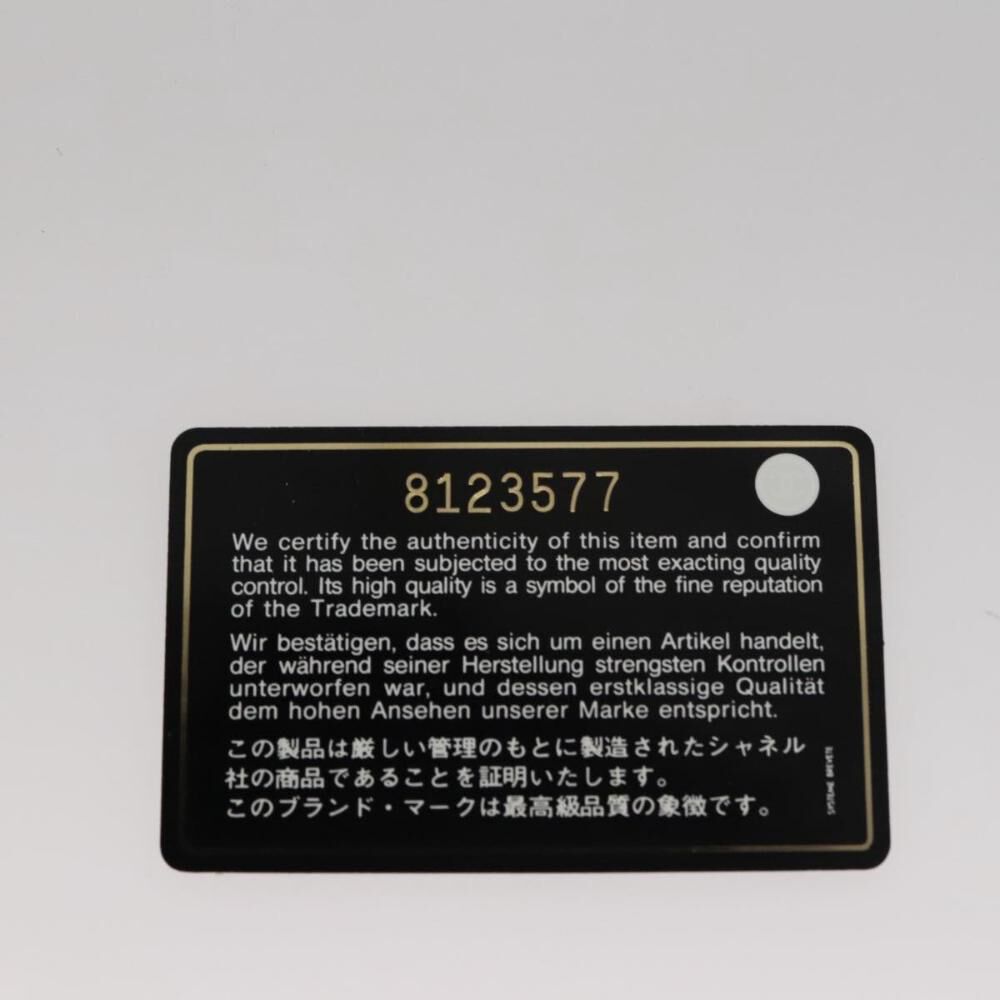 8123577
We certify the authenticity of this item and confirm
that it has been subjected to the most exacting quality
control. Its high quality is a symbol of the fine reputation
of the Trademark.
Wir bestätigen, dass es sich um einen Artikel handelt,
der während seiner Herstellung strengsten Kontrollen
unterworfen war, und dessen erstklassige Qualität
dem hohen Ansehen unserer Marke entspricht.
この製品は厳しい管理のもとに製造されたシャネル
社の商品であることを証明いたします。
このブランド・マークは最高級品質の象徴です。
SYSTEME BREVETE